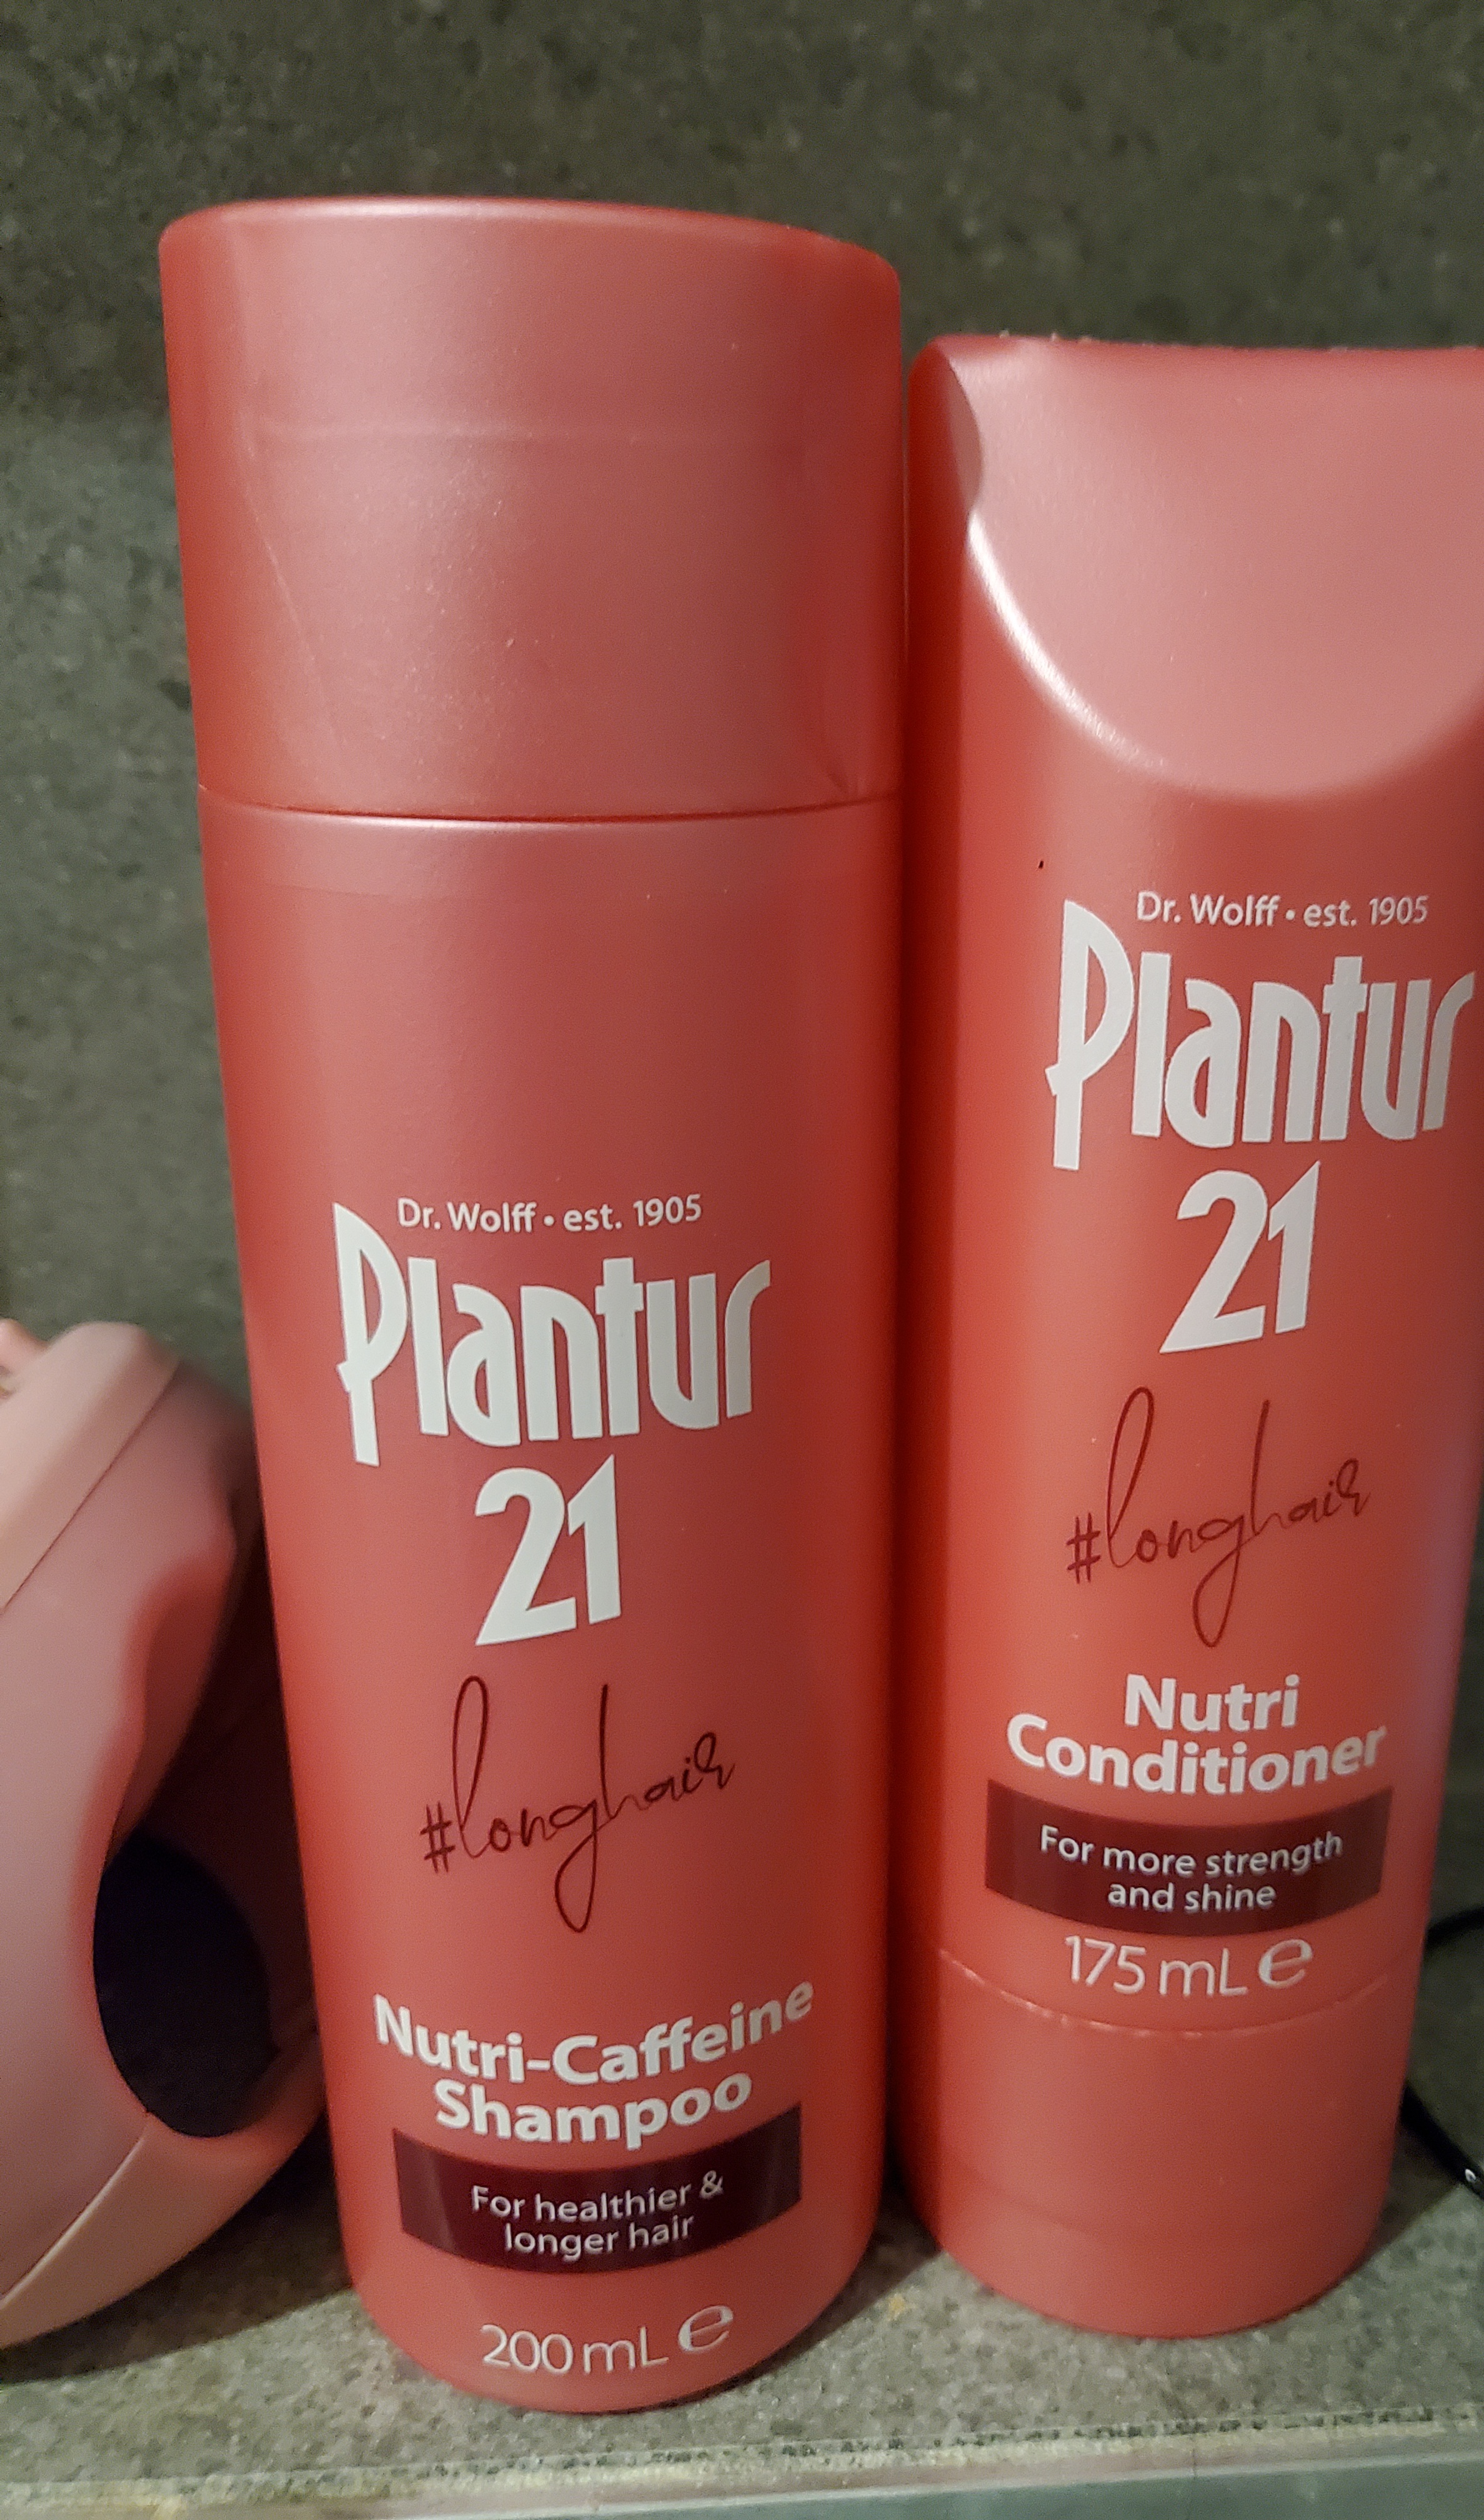 Dr. Wolff • est. 1905
Plantur
21
#longhair
Nutri-Caffeine
Shampoo
For healthier &
longer hair
200 mL ℮
Dr. Wolff • est. 1905
Plantur
21
#longhair
Nutri
Conditioner
For more strength
and shine
175 mL ℮